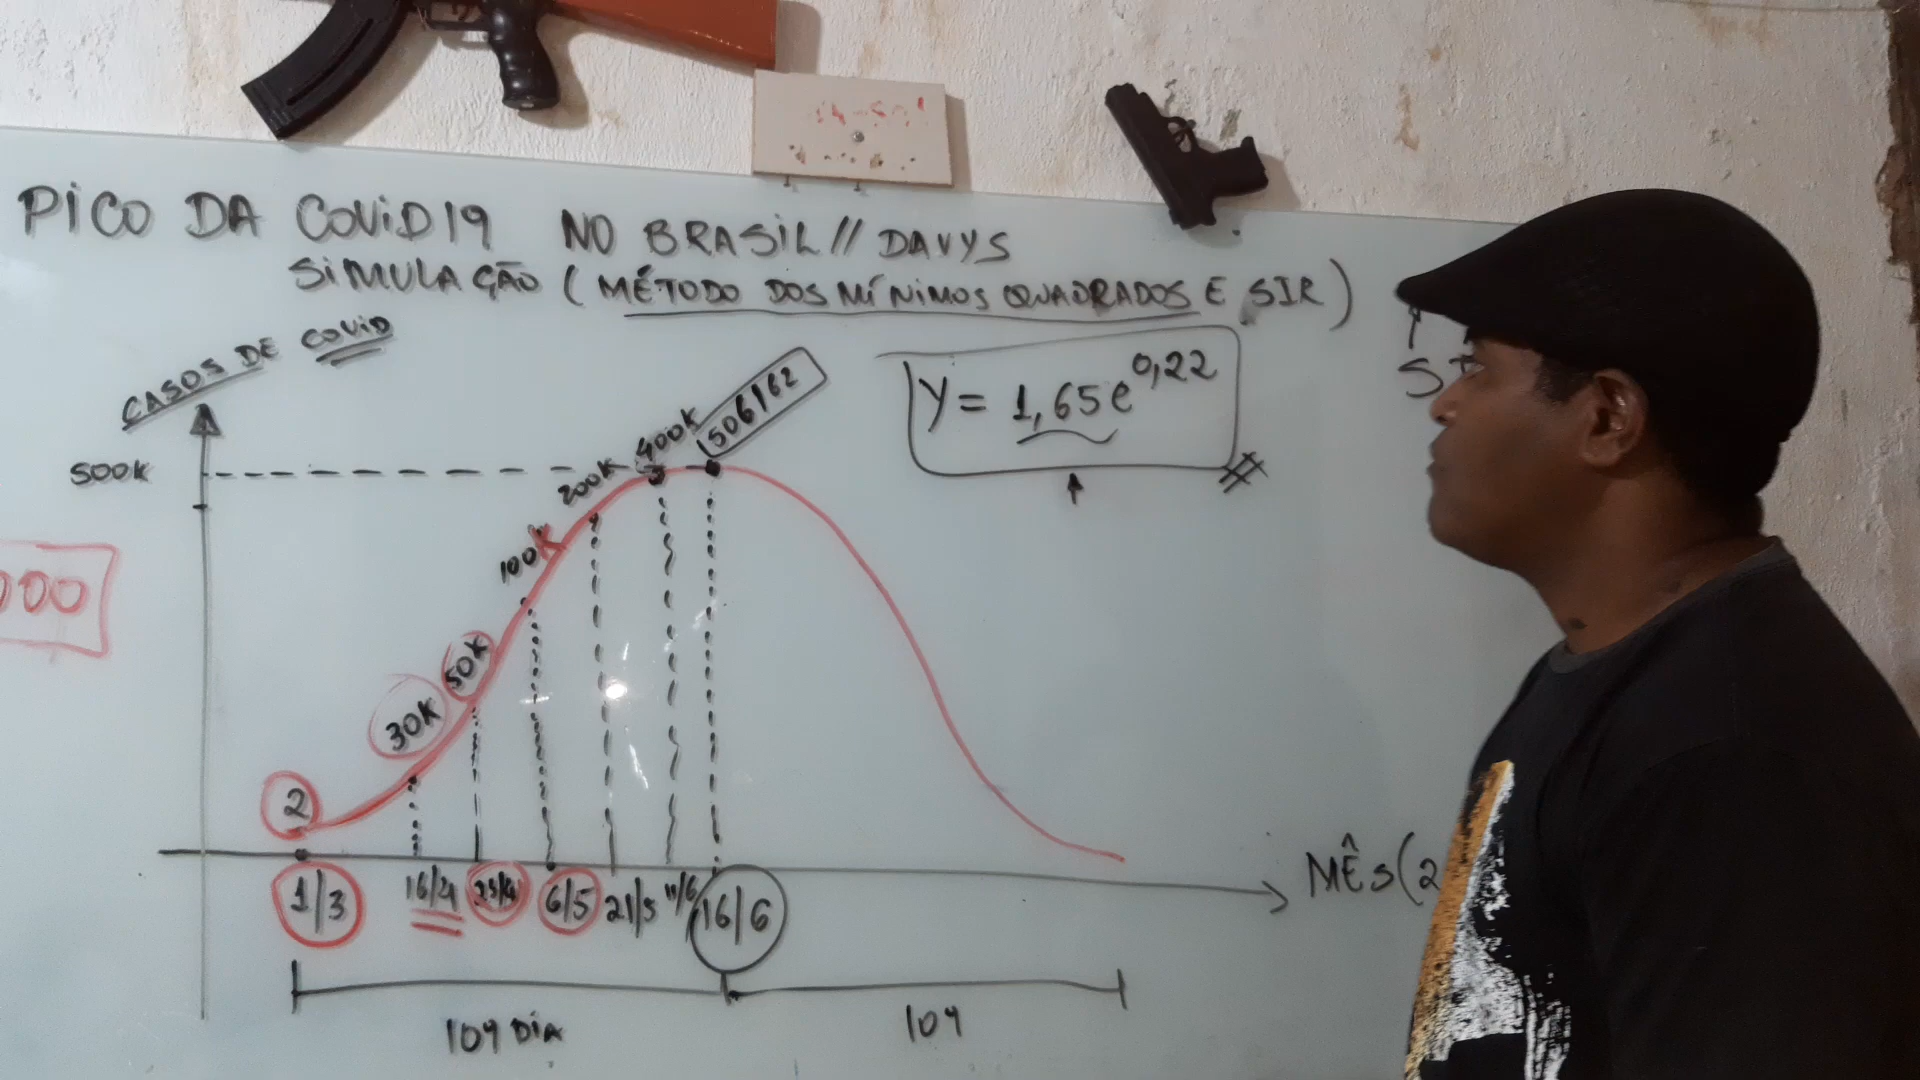 PICO DA COVID19 NO BRASIL // DAVYS
SIMULAÇÃO (MÉTODO DOS MÍNIMOS QUADRADOS E SIR)
CASOS DE COVID
Y = 1,65e^0,22
506162
400K
500K
200K
100K
50K
000
30K
2
MÊS(2
1/3 16/4 6/5 21/5 11/6 16/6
109 DIA 109